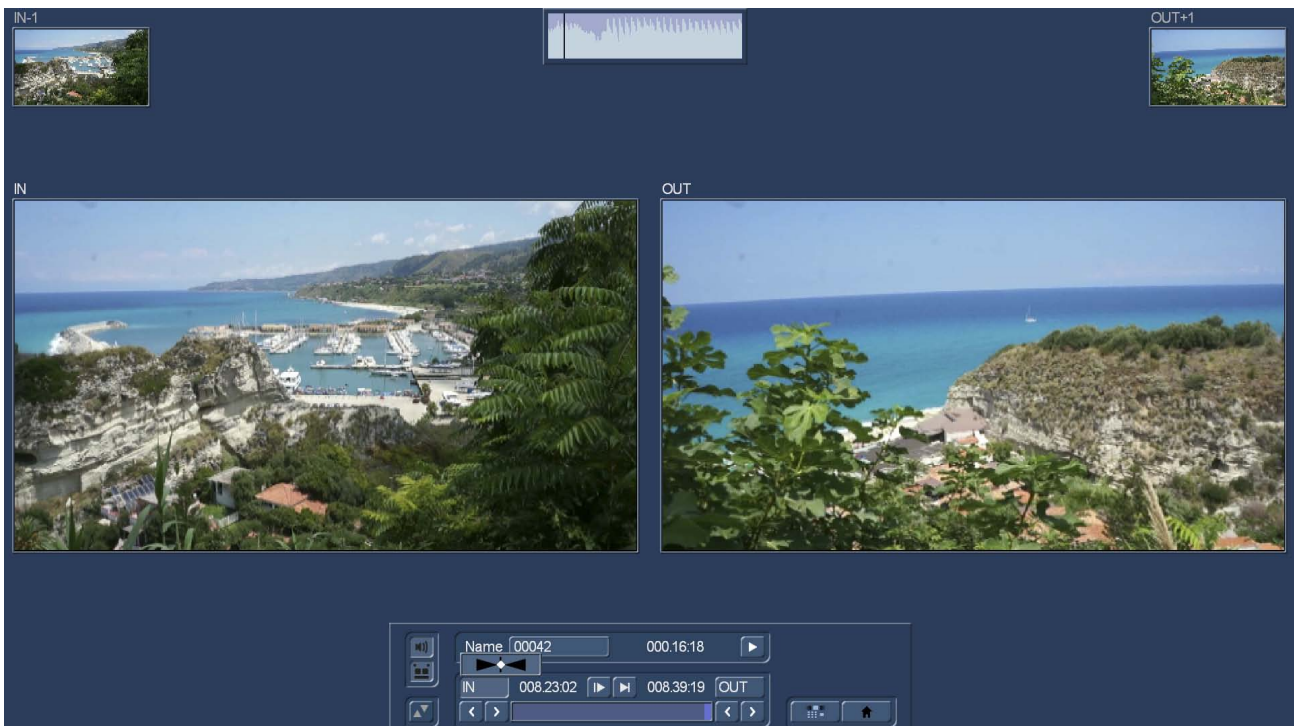 IN-1
OUT+1
IN
OUT
Name 00042 000.16:18
IN 008.23:02 008.39:19 OUT